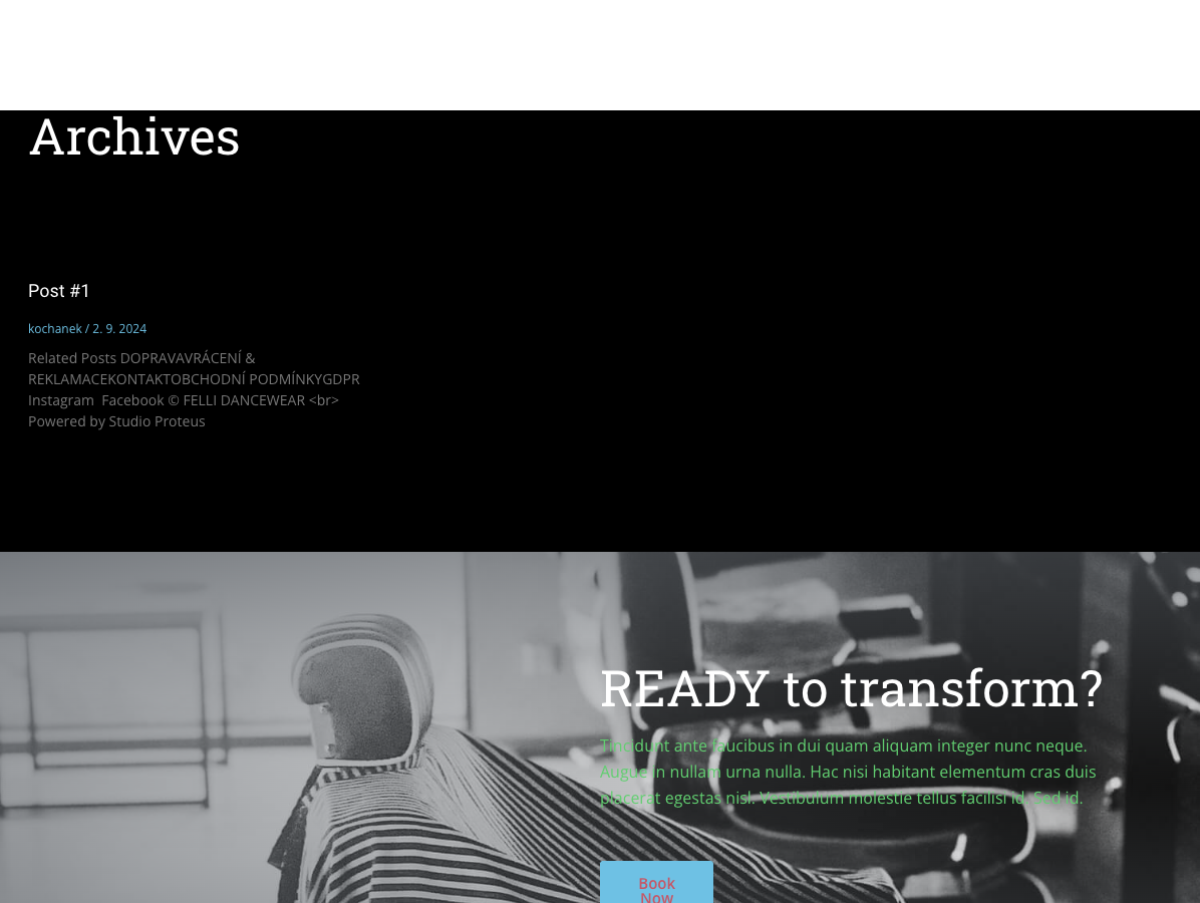 Archives
Post #1
kochanek / 2. 9. 2024
Related Posts DOPRAVAVRÁCENÍ &
REKLAMACEKONTAKTOBCHODNÍ PODMÍNKYGDPR
Instagram  Facebook © FELLI DANCEWEAR <br>
Powered by Studio Proteus
READY to transform?
Tincidunt ante faucibus in dui quam aliquam integer nunc neque.
Augue in nullam urna nulla. Hac nisi habitant elementum cras duis
placerat egestas nisl. Vestibulum molestie tellus facilisi id. Sed id.
Book
Now